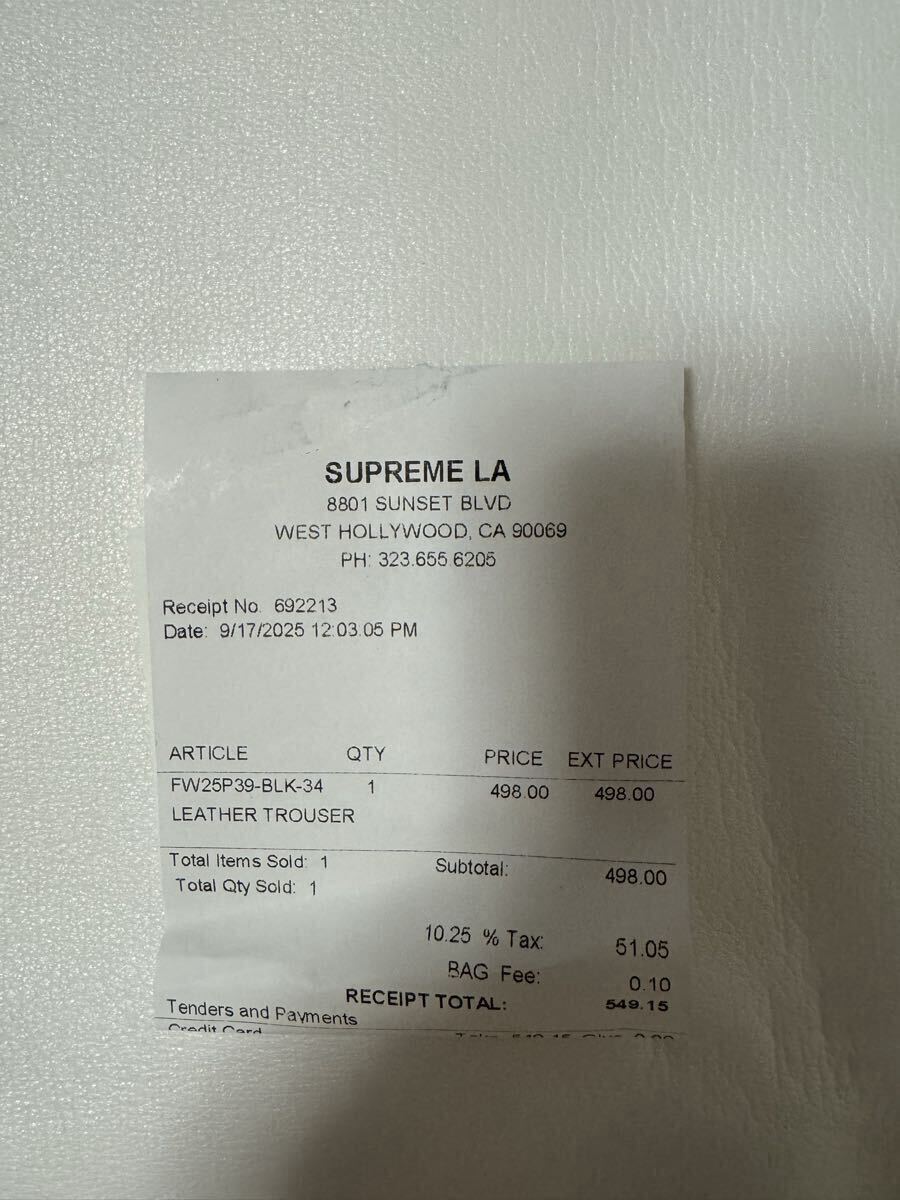 SUPREME LA
8801 SUNSET BLVD
WEST HOLLYWOOD, CA 90069
PH: 323.655.6205
Receipt No. 692213
Date: 9/17/2025 12:03:05 PM
ARTICLE QTY PRICE EXT PRICE
FW25P39-BLK-34 1 498.00 498.00
LEATHER TROUSER
Total Items Sold: 1 Subtotal: 498.00
Total Qty Sold: 1
10.25 % Tax: 51.05
BAG Fee: 0.10
RECEIPT TOTAL: 549.15
Tenders and Payments
Credit Card